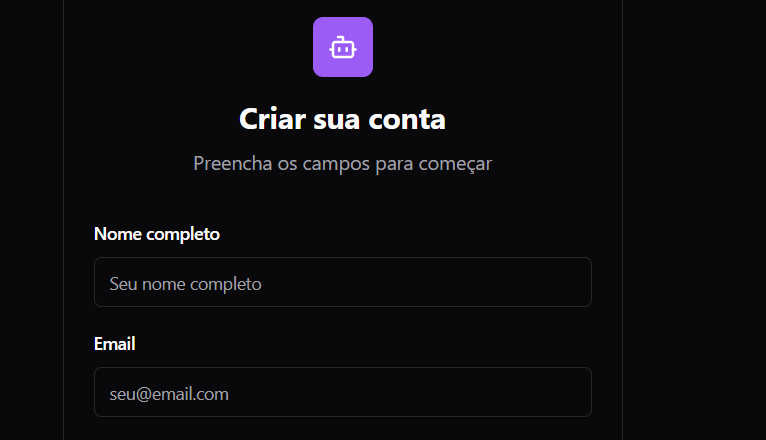 Criar sua conta
Preencha os campos para começar
Nome completo
Seu nome completo
Email
seu@email.com